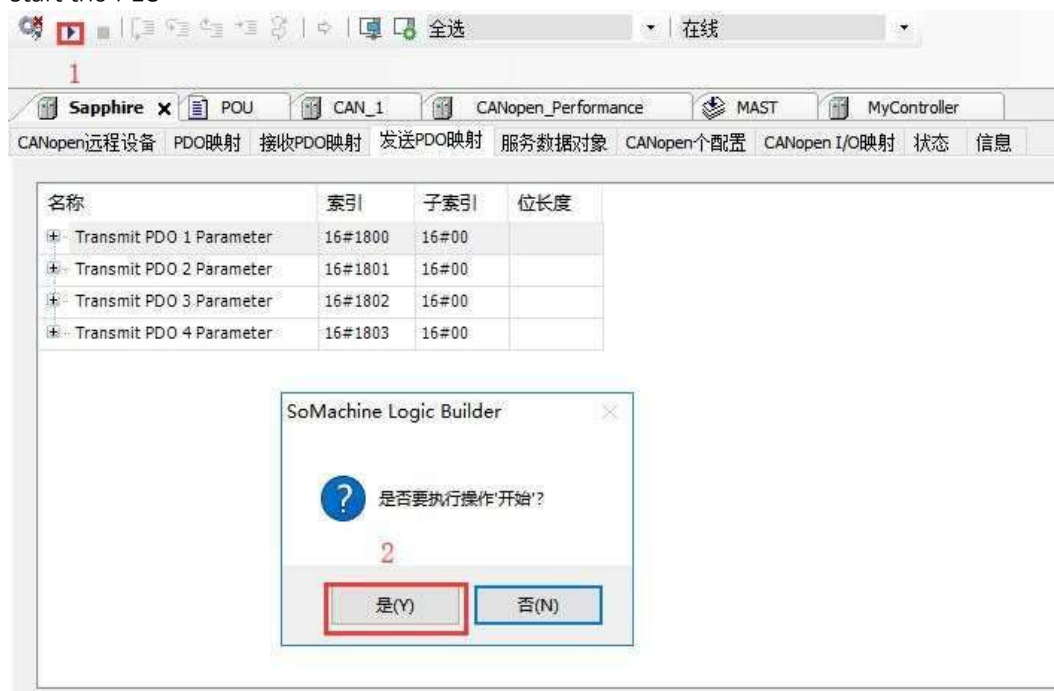 全选 在线
1
Sapphire POU CAN_1 CANopen_Performance MAST MyController
CANopen远程设备 PDO映射 接收PDO映射 发送PDO映射 服务数据对象 CANopen个配置 CANopen I/O映射 状态 信息
名称 索引 子索引 位长度
Transmit PDO 1 Parameter 16#1800 16#00
Transmit PDO 2 Parameter 16#1801 16#00
Transmit PDO 3 Parameter 16#1802 16#00
Transmit PDO 4 Parameter 16#1803 16#00
SoMachine Logic Builder
是否要执行操作'开始'?
2
是(Y) 否(N)